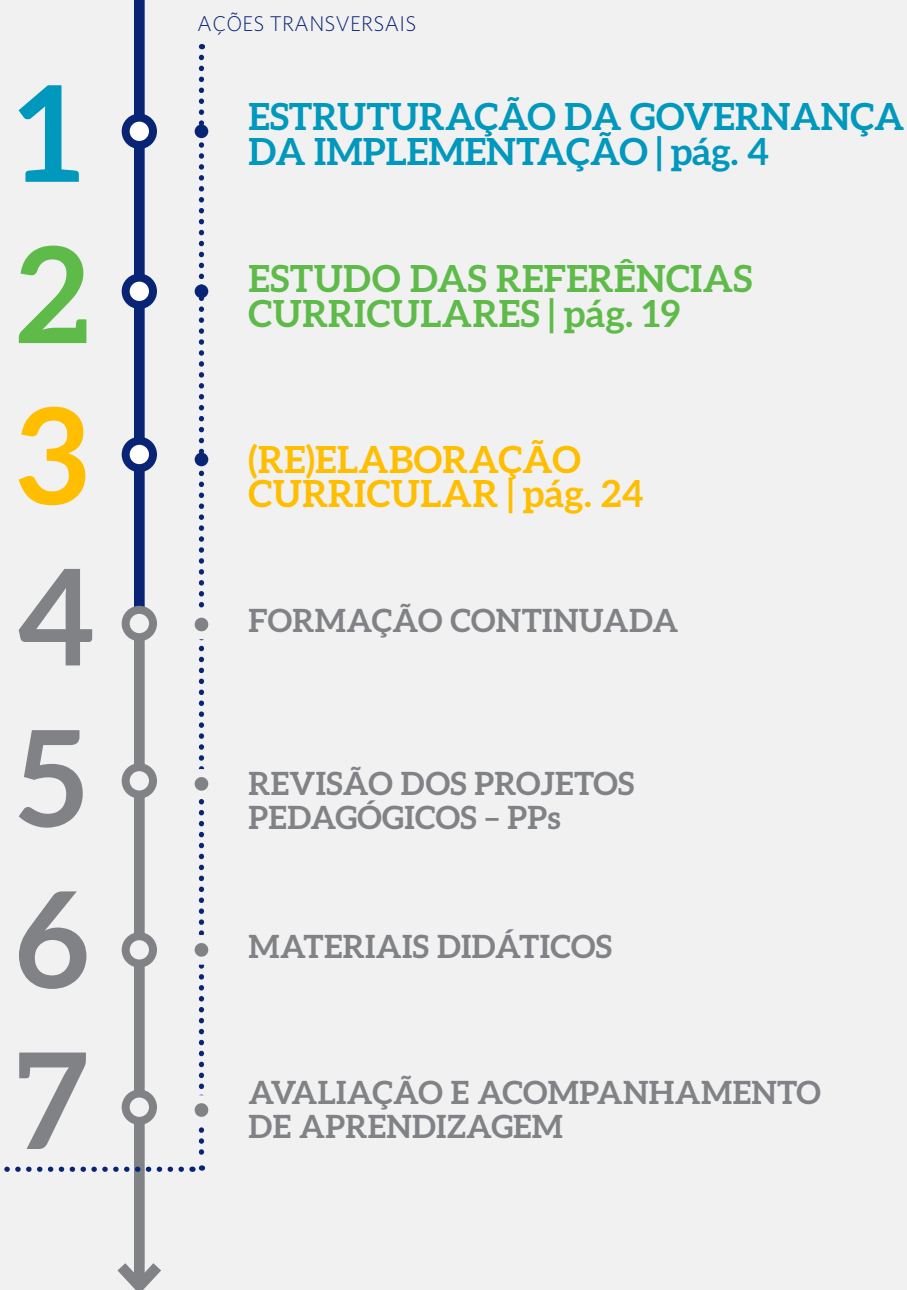 AÇÕES TRANSVERSAIS
1
ESTRUTURAÇÃO DA GOVERNANÇA
DA IMPLEMENTAÇÃO | pág. 4
2
ESTUDO DAS REFERÊNCIAS
CURRICULARES | pág. 19
3
(RE)ELABORAÇÃO
CURRICULAR | pág. 24
4
FORMAÇÃO CONTINUADA
5
REVISÃO DOS PROJETOS
PEDAGÓGICOS – PPs
6
MATERIAIS DIDÁTICOS
7
AVALIAÇÃO E ACOMPANHAMENTO
DE APRENDIZAGEM